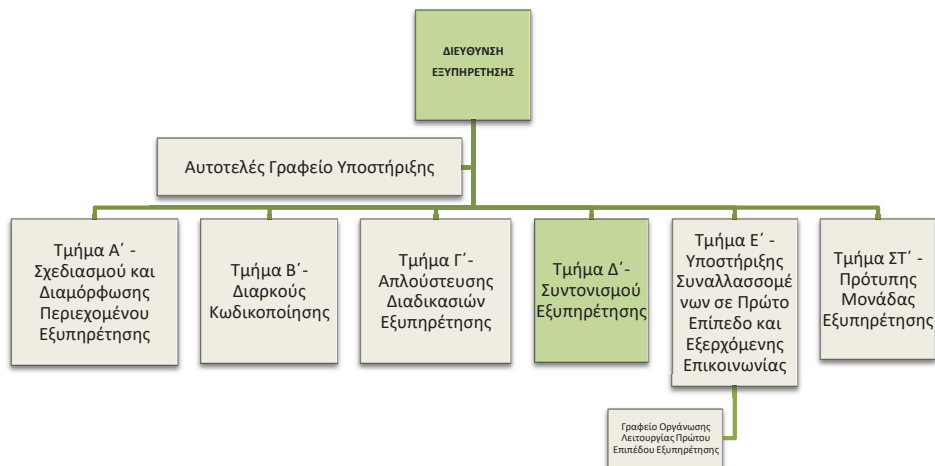 ΔΙΕΥΘΥΝΣΗ
ΕΞΥΠΗΡΕΤΗΣΗΣ
Αυτοτελές Γραφείο Υποστήριξης
Τμήμα Α΄ -
Σχεδιασμού και
Διαμόρφωσης
Περιεχομένου
Εξυπηρέτησης
Τμήμα Β΄-
Διαρκούς
Κωδικοποίησης
Τμήμα Γ΄-
Απλούστευσης
Διαδικασιών
Εξυπηρέτησης
Τμήμα Δ΄-
Συντονισμού
Εξυπηρέτησης
Τμήμα Ε΄ -
Υποστήριξης
Συναλλασσομέ
νων σε Πρώτο
Επίπεδο και
Εξερχόμενης
Επικοινωνίας
Τμήμα ΣΤ΄ -
Πρότυπης
Μονάδας
Εξυπηρέτησης
Γραφείο Οργάνωσης
Λειτουργίας Πρώτου
Επιπέδου Εξυπηρέτησης